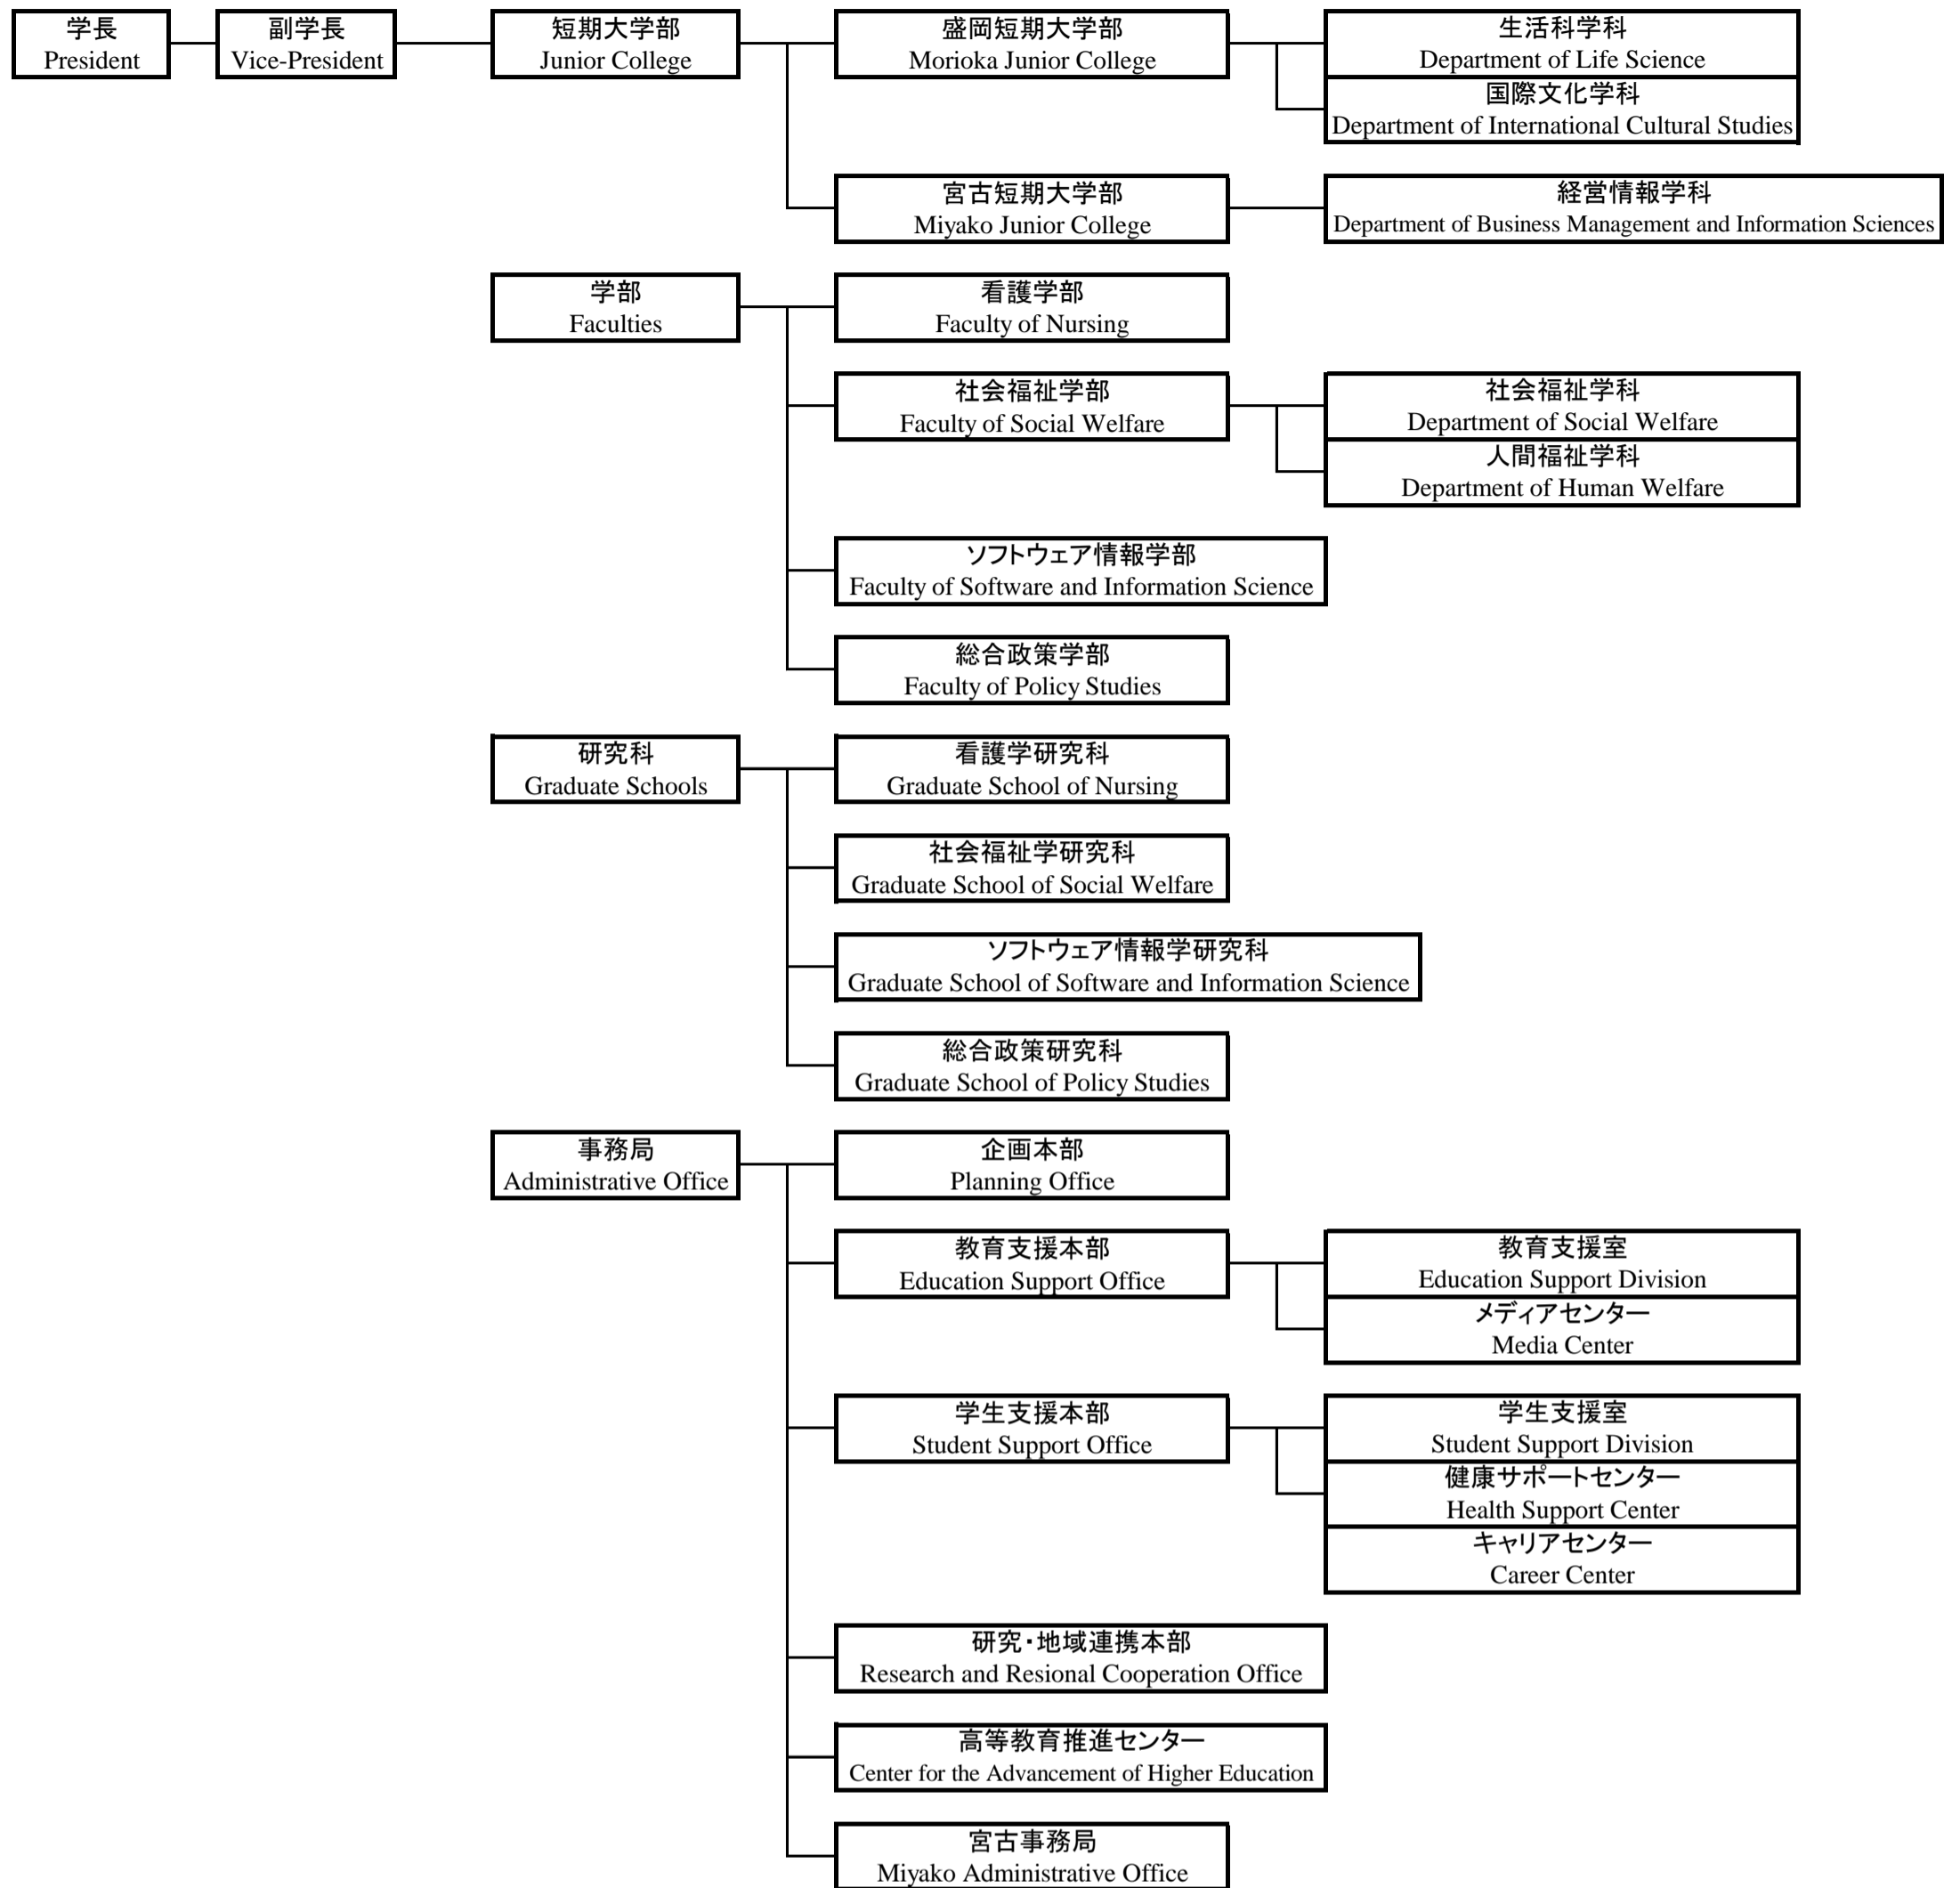 学長
President
副学長
Vice-President
短期大学部
Junior College
盛岡短期大学部
Morioka Junior College
生活科学科
Department of Life Science
国際文化学科
Department of International Cultural Studies
宮古短期大学部
Miyako Junior College
経営情報学科
Department of Business Management and Information Sciences
学部
Faculties
看護学部
Faculty of Nursing
社会福祉学部
Faculty of Social Welfare
社会福祉学科
Department of Social Welfare
人間福祉学科
Department of Human Welfare
ソフトウェア情報学部
Faculty of Software and Information Science
総合政策学部
Faculty of Policy Studies
研究科
Graduate Schools
看護学研究科
Graduate School of Nursing
社会福祉学研究科
Graduate School of Social Welfare
ソフトウェア情報学研究科
Graduate School of Software and Information Science
総合政策研究科
Graduate School of Policy Studies
事務局
Administrative Office
企画本部
Planning Office
教育支援本部
Education Support Office
教育支援室
Education Support Division
メディアセンター
Media Center
学生支援本部
Student Support Office
学生支援室
Student Support Division
健康サポートセンター
Health Support Center
キャリアセンター
Career Center
研究・地域連携本部
Research and Resional Cooperation Office
高等教育推進センター
Center for the Advancement of Higher Education
宮古事務局
Miyako Administrative Office